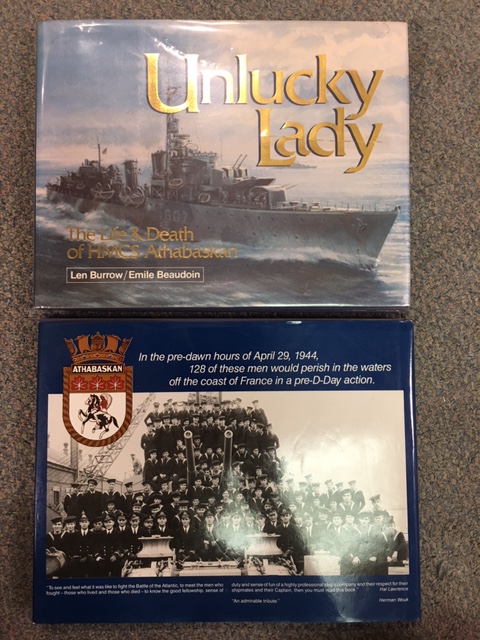 Unlucky
Lady
G07
The Life & Death
of HMCS Athabaskan
Len Burrow/Emile Beaudoin
ATHABASKAN
In the pre-dawn hours of April 29, 1944,
128 of these men would perish in the waters
off the coast of France in a pre-D-Day action.
"To see and feel what it was like to fight the Battle of the Atlantic, to meet the men who
fought – those who lived and those who died – to know the good fellowship, sense of
duty and sense of fun of a highly professional ship's company and their respect for their
shipmates and their Captain, then you must read this book."
Hal Lawrence
"An admirable tribute."
Herman Wouk